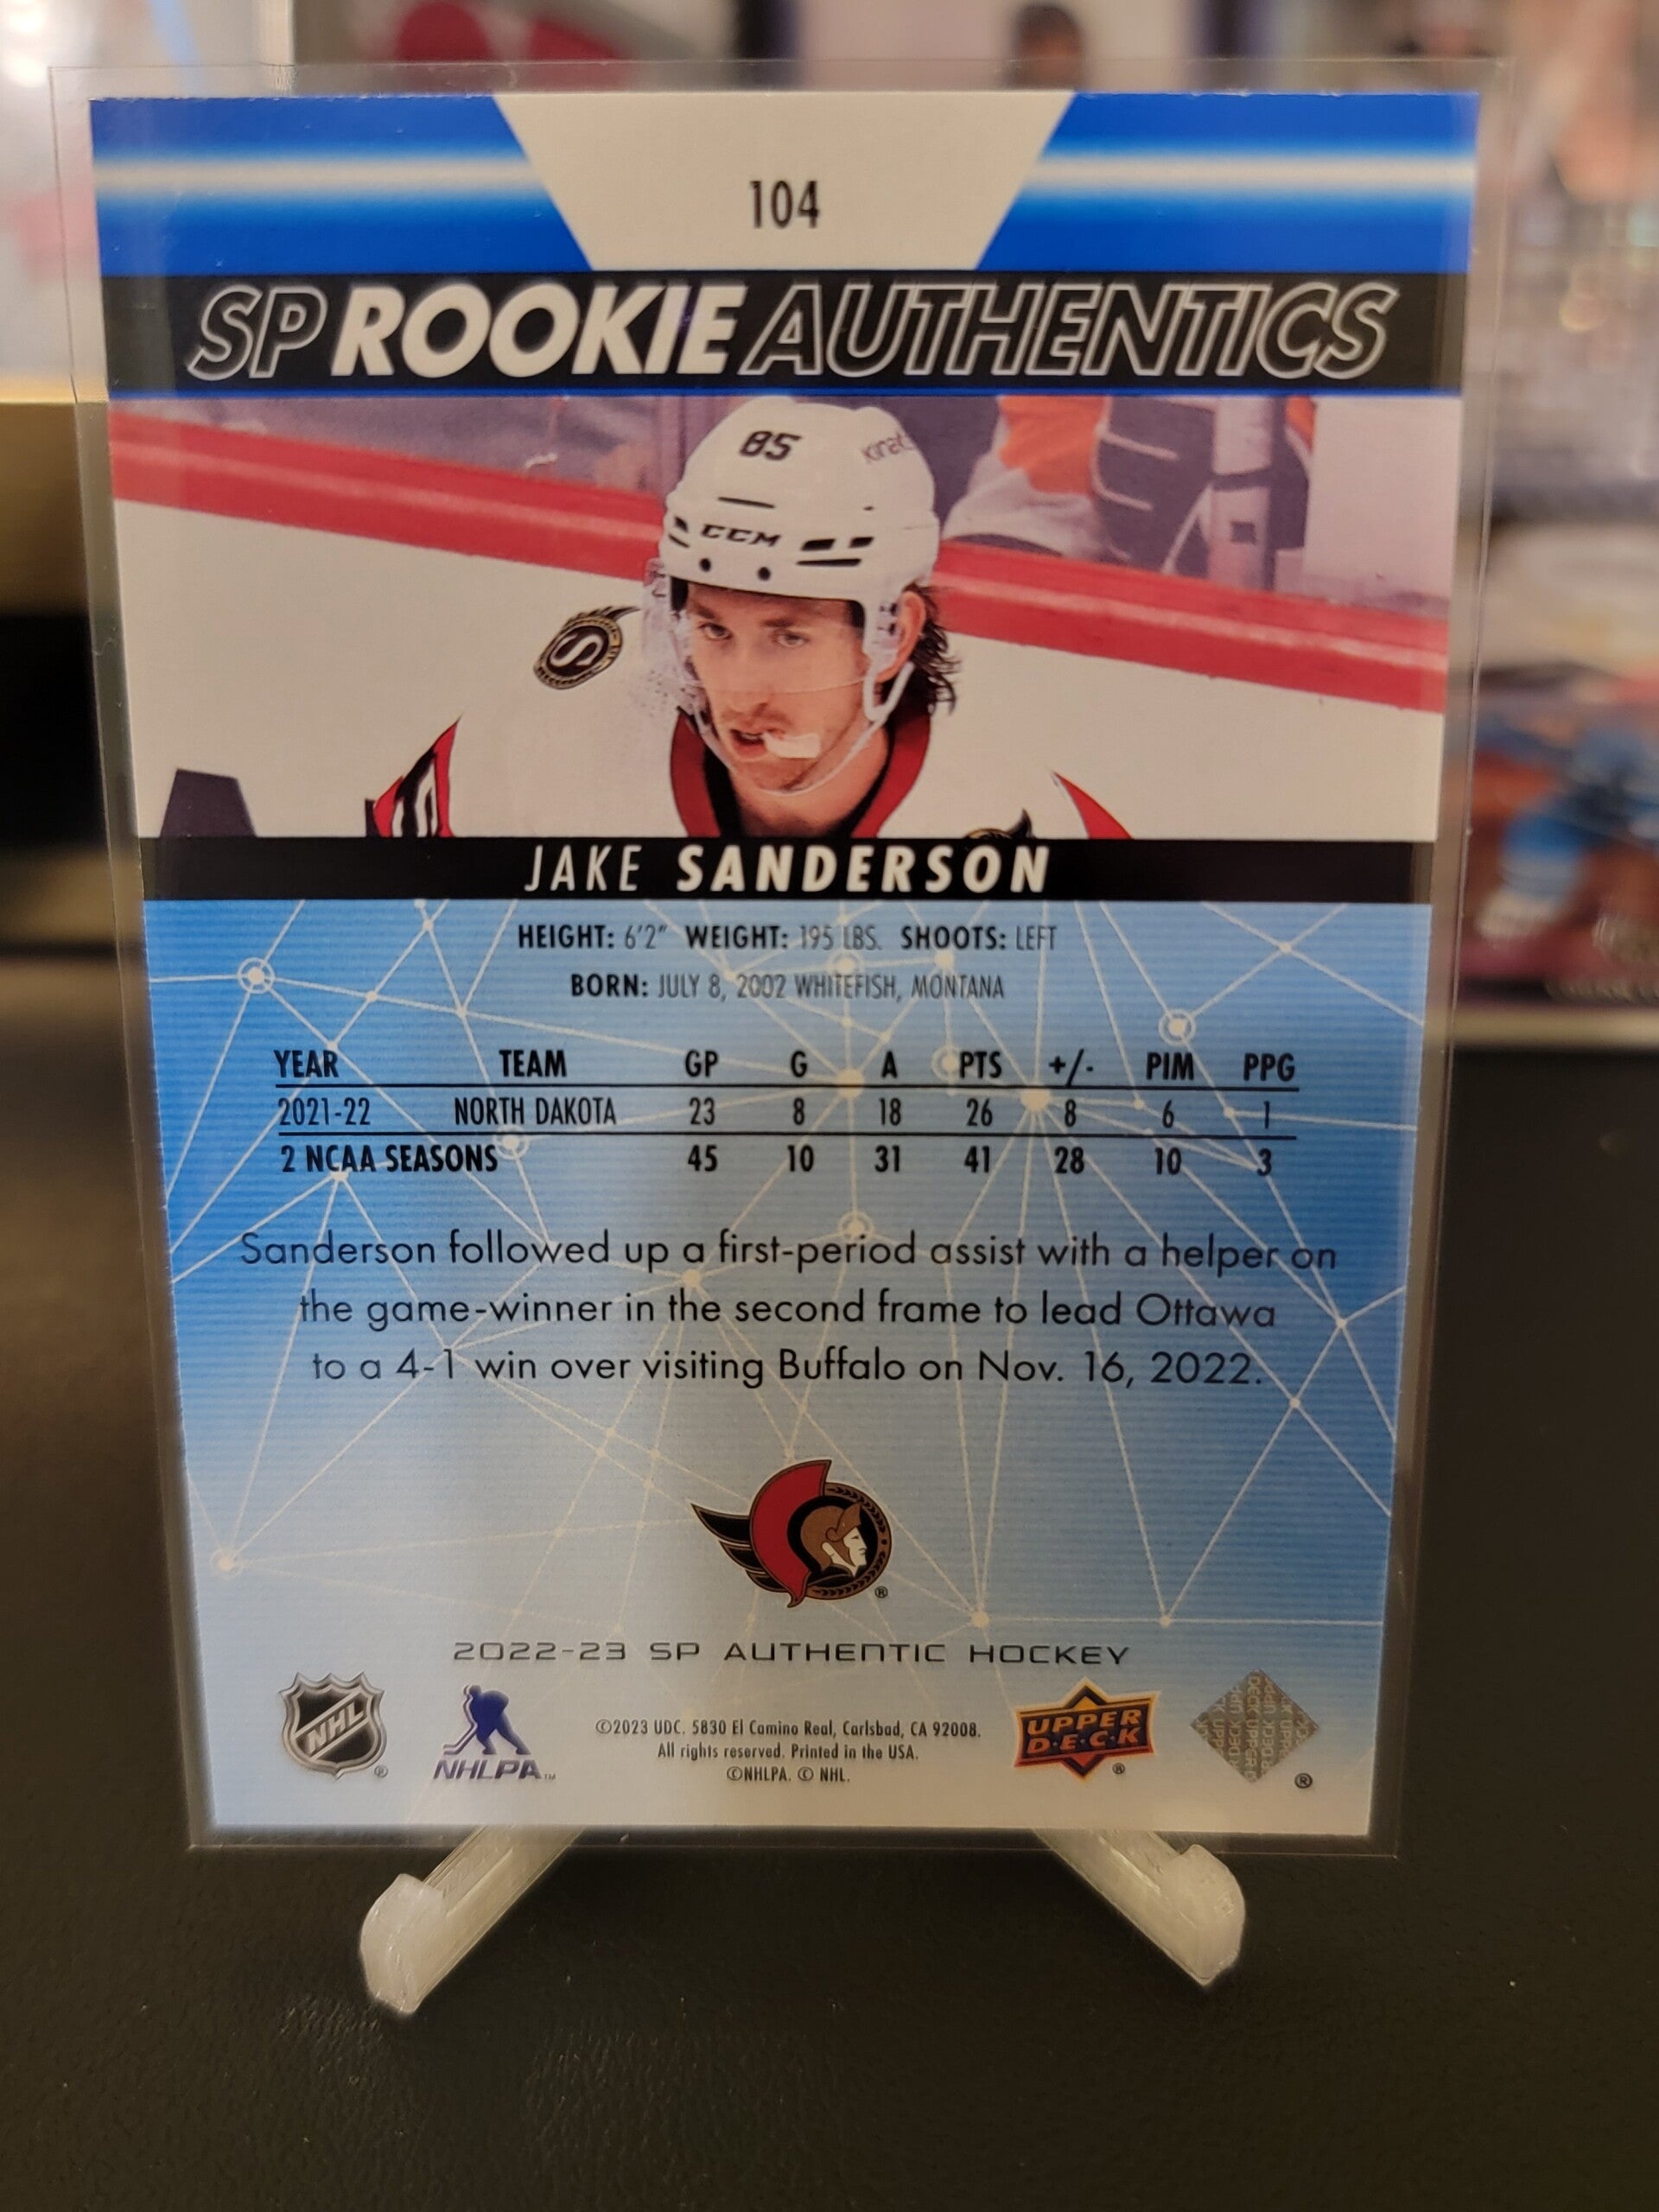 104
SP ROOKIE AUTHENTICS
85
CCM
JAKE SANDERSON
HEIGHT: 6'2" WEIGHT: 195 LBS. SHOOTS: LEFT
BORN: JULY 8, 2002 WHITEFISH, MONTANA
YEAR TEAM GP G A PTS +/- PIM PPG
2021-22 NORTH DAKOTA 23 8 18 26 8 6 1
2 NCAA SEASONS 45 10 31 41 28 10 3
Sanderson followed up a first-period assist with a helper on
the game-winner in the second frame to lead Ottawa
to a 4-1 win over visiting Buffalo on Nov. 16, 2022.
®
2022-23 SP AUTHENTIC HOCKEY
NHL ®
NHLPA™
©2023 UDC. 5830 El Camino Real, Carlsbad, CA 92008.
All rights reserved. Printed in the USA.
©NHLPA. © NHL.
UPPER
D·E·C·K ®
®